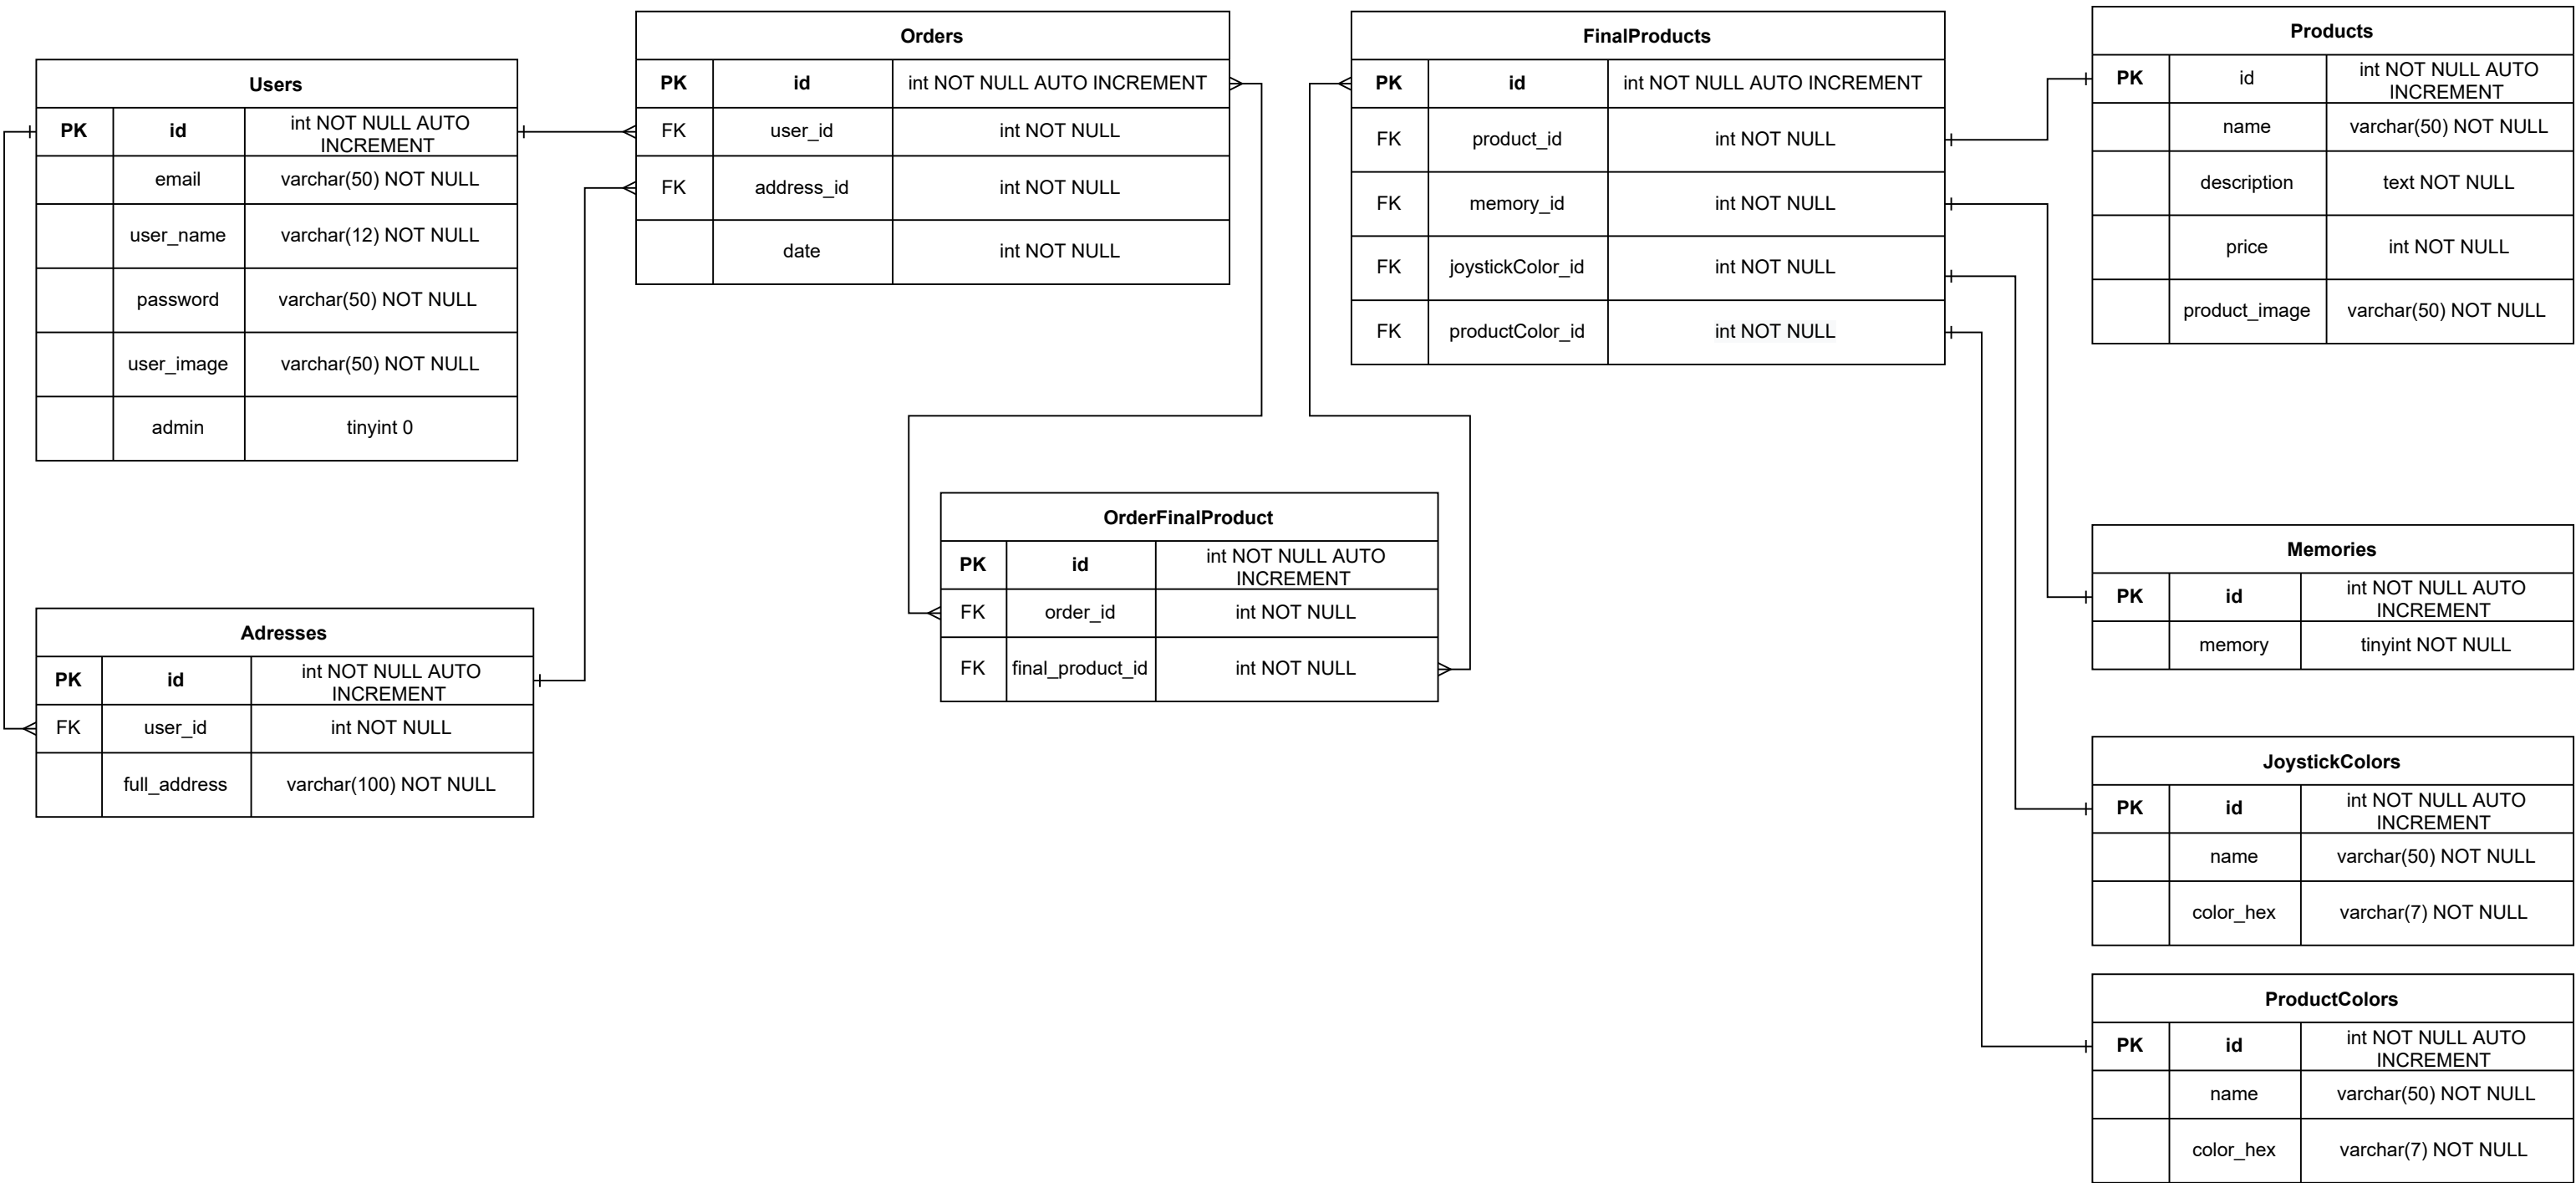 Users
PK id int NOT NULL AUTO
INCREMENT
email varchar(50) NOT NULL
user_name varchar(12) NOT NULL
password varchar(50) NOT NULL
user_image varchar(50) NOT NULL
admin tinyint 0
Adresses
PK id int NOT NULL AUTO
INCREMENT
FK user_id int NOT NULL
full_address varchar(100) NOT NULL
Orders
PK id int NOT NULL AUTO INCREMENT
FK user_id int NOT NULL
FK address_id int NOT NULL
date int NOT NULL
OrderFinalProduct
PK id int NOT NULL AUTO
INCREMENT
FK order_id int NOT NULL
FK final_product_id int NOT NULL
FinalProducts
PK id int NOT NULL AUTO INCREMENT
FK product_id int NOT NULL
FK memory_id int NOT NULL
FK joystickColor_id int NOT NULL
FK productColor_id int NOT NULL
Products
PK id int NOT NULL AUTO
INCREMENT
name varchar(50) NOT NULL
description text NOT NULL
price int NOT NULL
product_image varchar(50) NOT NULL
Memories
PK id int NOT NULL AUTO
INCREMENT
memory tinyint NOT NULL
JoystickColors
PK id int NOT NULL AUTO
INCREMENT
name varchar(50) NOT NULL
color_hex varchar(7) NOT NULL
ProductColors
PK id int NOT NULL AUTO
INCREMENT
name varchar(50) NOT NULL
color_hex varchar(7) NOT NULL